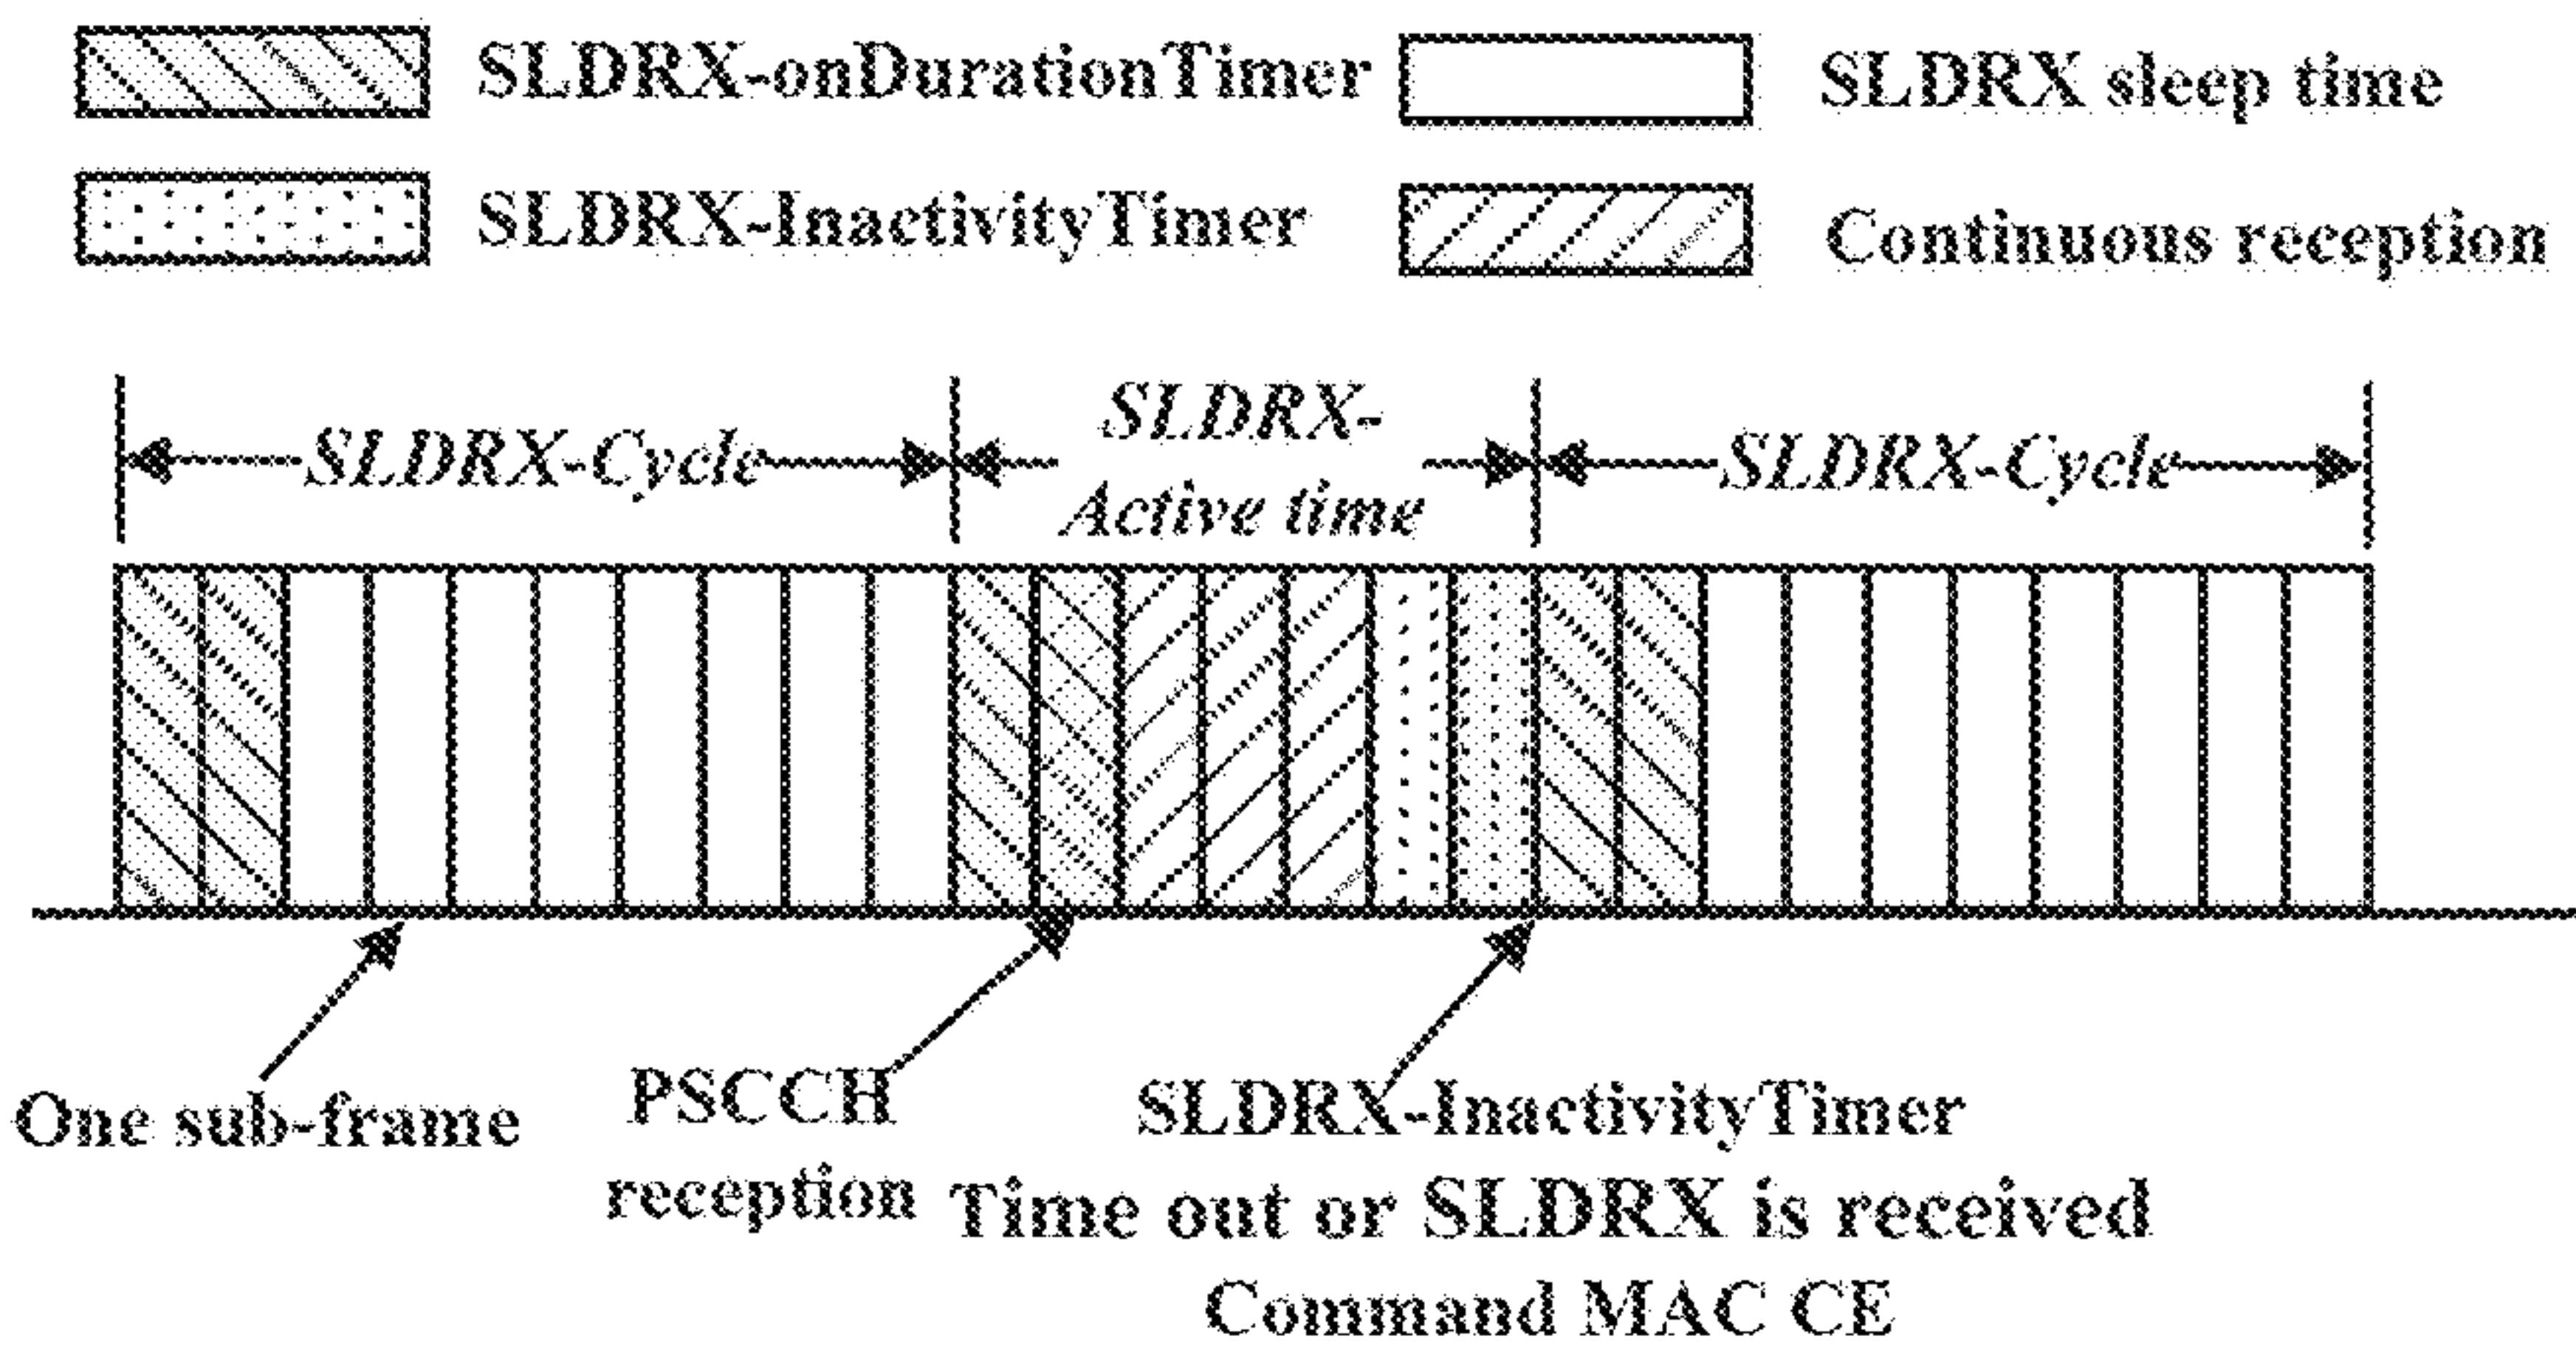 SLDRX-onDurationTimer
SLDRX sleep time
SLDRX-InactivityTimer
Continuous reception
SLDRX-Cycle
SLDRX-
Active time
SLDRX-Cycle
One sub-frame
PSCCH
reception
SLDRX-InactivityTimer
Time out or SLDRX is received
Command MAC CE